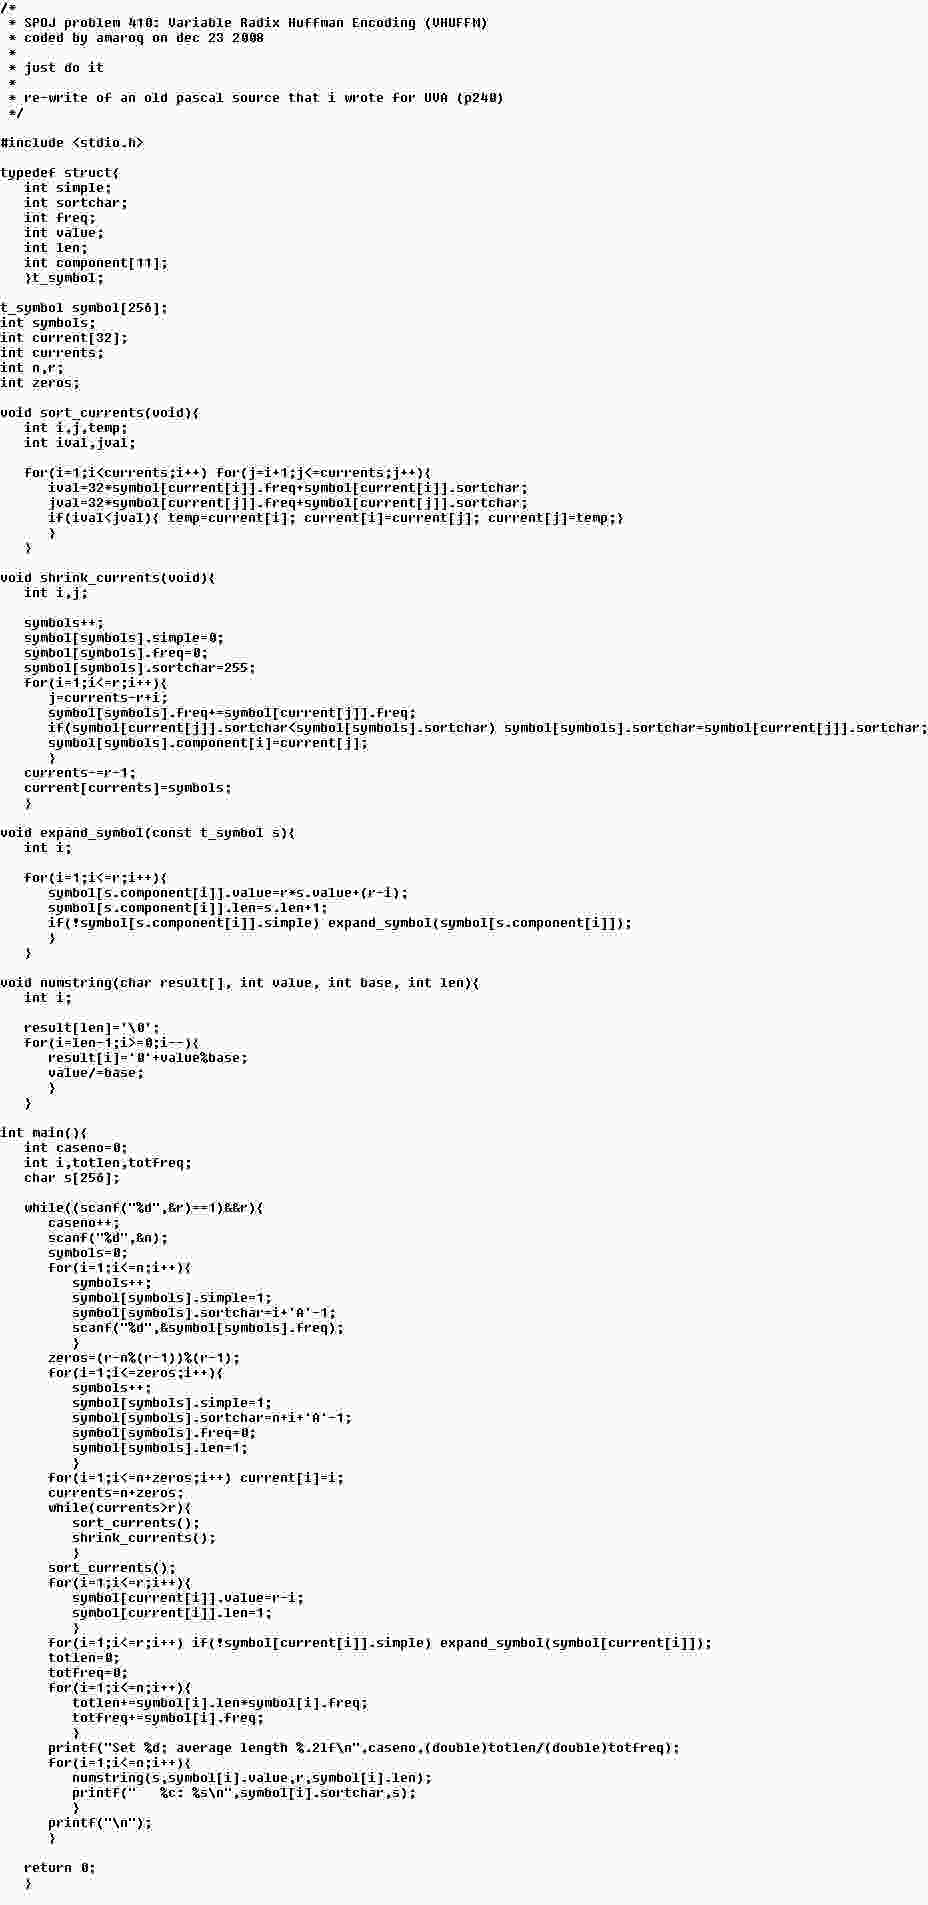 /*
 * SPOJ problem 410: Variable Radix Huffman Encoding (VHUFFM)
 * coded by amaroq on dec 23 2008
 *
 * just do it
 *
 * re-write of an old pascal source that i wrote for UVA (p240)
 */

#include <stdio.h>

typedef struct{
   int simple;
   int sortchar;
   int freq;
   int value;
   int len;
   int component[11];
   }t_symbol;

t_symbol symbol[256];
int symbols;
int current[32];
int currents;
int n,r;
int zeros;

void sort_currents(void){
   int i,j,temp;
   int ival,jval;

   for(i=1;i<currents;i++) for(j=i+1;j<=currents;j++){
      ival=32*symbol[current[i]].freq+symbol[current[i]].sortchar;
      jval=32*symbol[current[j]].freq+symbol[current[j]].sortchar;
      if(ival<jval){ temp=current[i]; current[i]=current[j]; current[j]=temp;}
      }
   }

void shrink_currents(void){
   int i,j;

   symbols++;
   symbol[symbols].simple=0;
   symbol[symbols].freq=0;
   symbol[symbols].sortchar=255;
   for(i=1;i<=r;i++){
      j=currents-r+i;
      symbol[symbols].freq+=symbol[current[j]].freq;
      if(symbol[current[j]].sortchar<symbol[symbols].sortchar) symbol[symbols].sortchar=symbol[current[j]].sortchar;
      symbol[symbols].component[i]=current[j];
      }
   currents-=r-1;
   current[currents]=symbols;
   }

void expand_symbol(const t_symbol s){
   int i;

   for(i=1;i<=r;i++){
      symbol[s.component[i]].value=r*s.value+(r-i);
      symbol[s.component[i]].len=s.len+1;
      if(!symbol[s.component[i]].simple) expand_symbol(symbol[s.component[i]]);
      }
   }

void numstring(char result[], int value, int base, int len){
   int i;

   result[len]='\0';
   for(i=len-1;i>=0;i--){
      result[i]='0'+value%base;
      value/=base;
      }
   }

int main(){
   int caseno=0;
   int i,totlen,totfreq;
   char s[256];

   while((scanf("%d",&r)==1)&&r){
      caseno++;
      scanf("%d",&n);
      symbols=0;
      for(i=1;i<=n;i++){
         symbols++;
         symbol[symbols].simple=1;
         symbol[symbols].sortchar=i+'A'-1;
         scanf("%d",&symbol[symbols].freq);
         }
      zeros=(r-n%(r-1))%(r-1);
      for(i=1;i<=zeros;i++){
         symbols++;
         symbol[symbols].simple=1;
         symbol[symbols].sortchar=n+i+'A'-1;
         symbol[symbols].freq=0;
         symbol[symbols].len=1;
         }
      for(i=1;i<=n+zeros;i++) current[i]=i;
      currents=n+zeros;
      while(currents>r){
         sort_currents();
         shrink_currents();
         }
      sort_currents();
      for(i=1;i<=r;i++){
         symbol[current[i]].value=r-i;
         symbol[current[i]].len=1;
         }
      for(i=1;i<=r;i++) if(!symbol[current[i]].simple) expand_symbol(symbol[current[i]]);
      totlen=0;
      totfreq=0;
      for(i=1;i<=n;i++){
         totlen+=symbol[i].len*symbol[i].freq;
         totfreq+=symbol[i].freq;
         }
      printf("Set %d; average length %.2lf\n",caseno,(double)totlen/(double)totfreq);
      for(i=1;i<=n;i++){
         numstring(s,symbol[i].value,r,symbol[i].len);
         printf("   %c: %s\n",symbol[i].sortchar,s);
         }
      printf("\n");
      }

   return 0;
   }